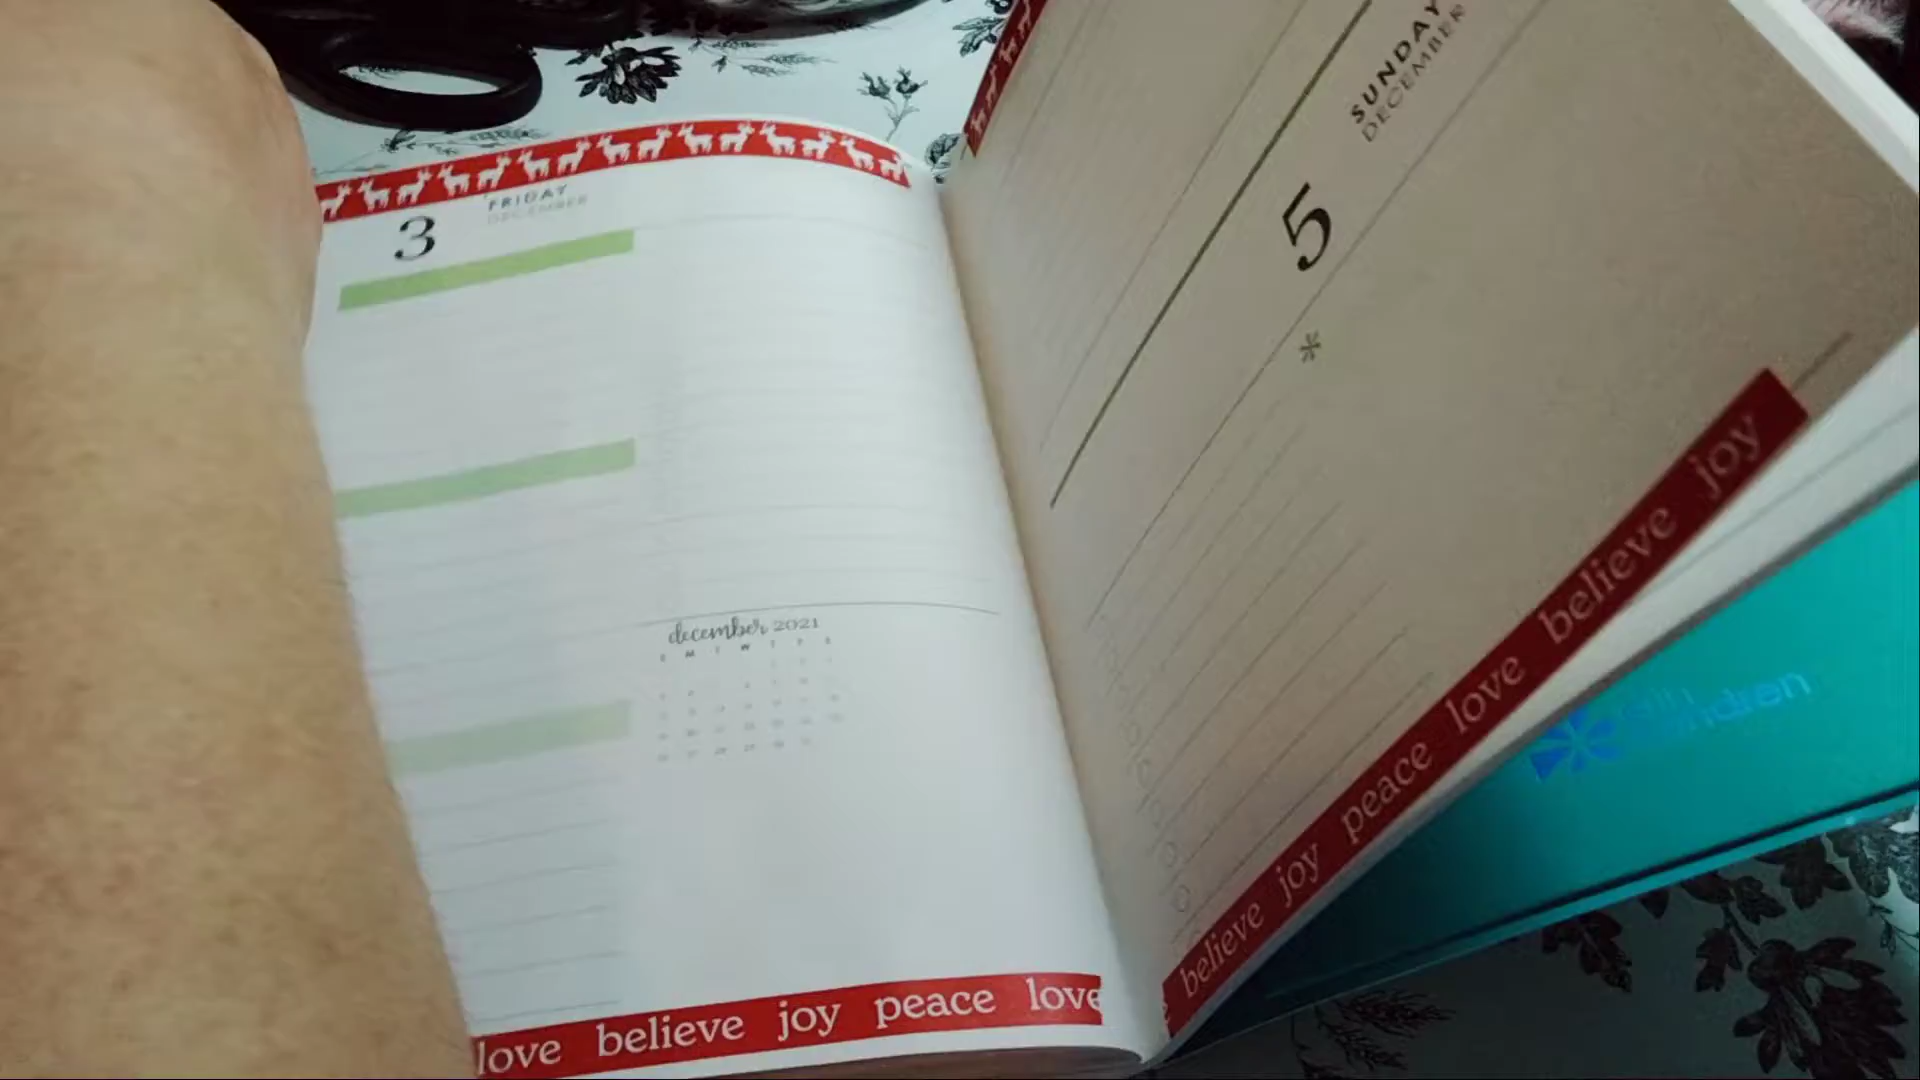 FRIDAY
DECEMBER
3
december 2021
love believe joy peace love
SUNDAY
DECEMBER
5
*
believe joy peace love believe joy